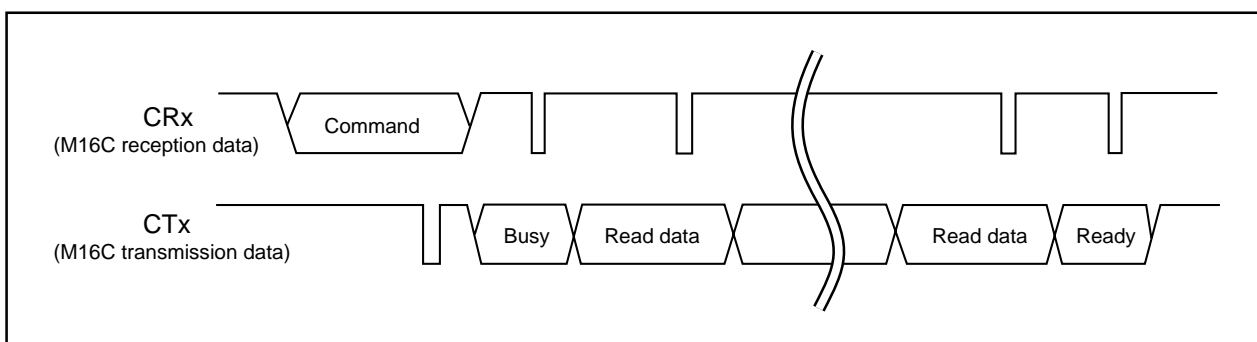 CRx
(M16C reception data)
Command
CTx
(M16C transmission data)
Busy
Read data
Read data
Ready